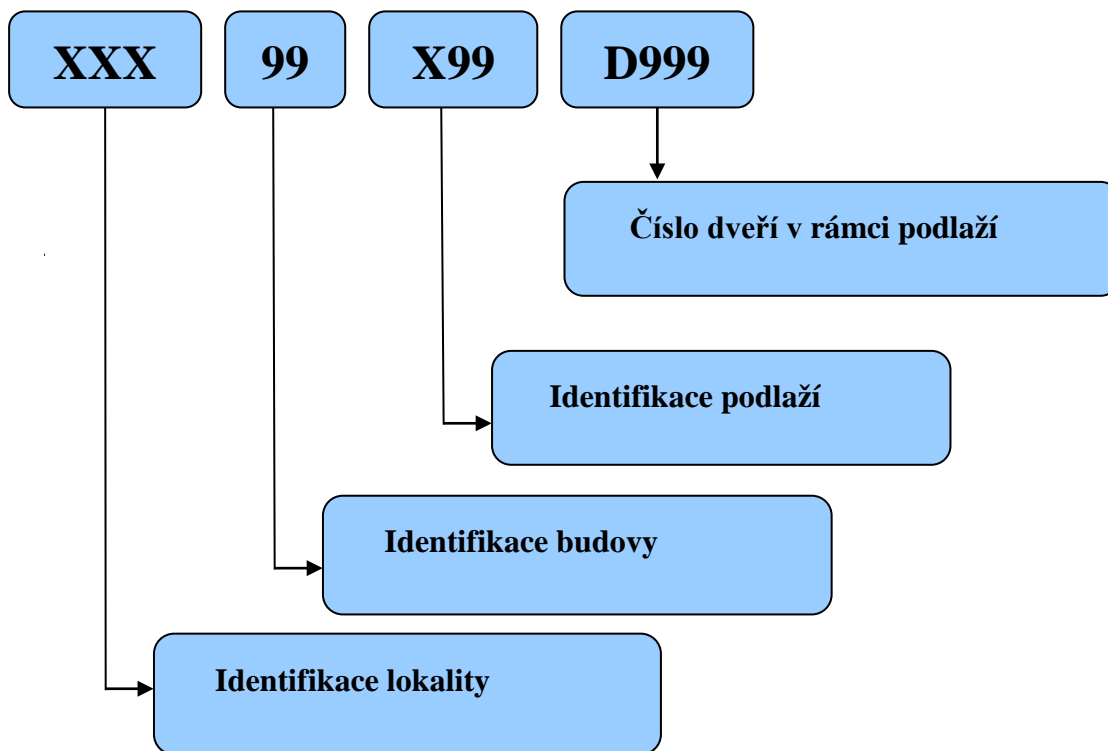 XXX 99 X99 D999
Číslo dveří v rámci podlaží
Identifikace podlaží
Identifikace budovy
Identifikace lokality